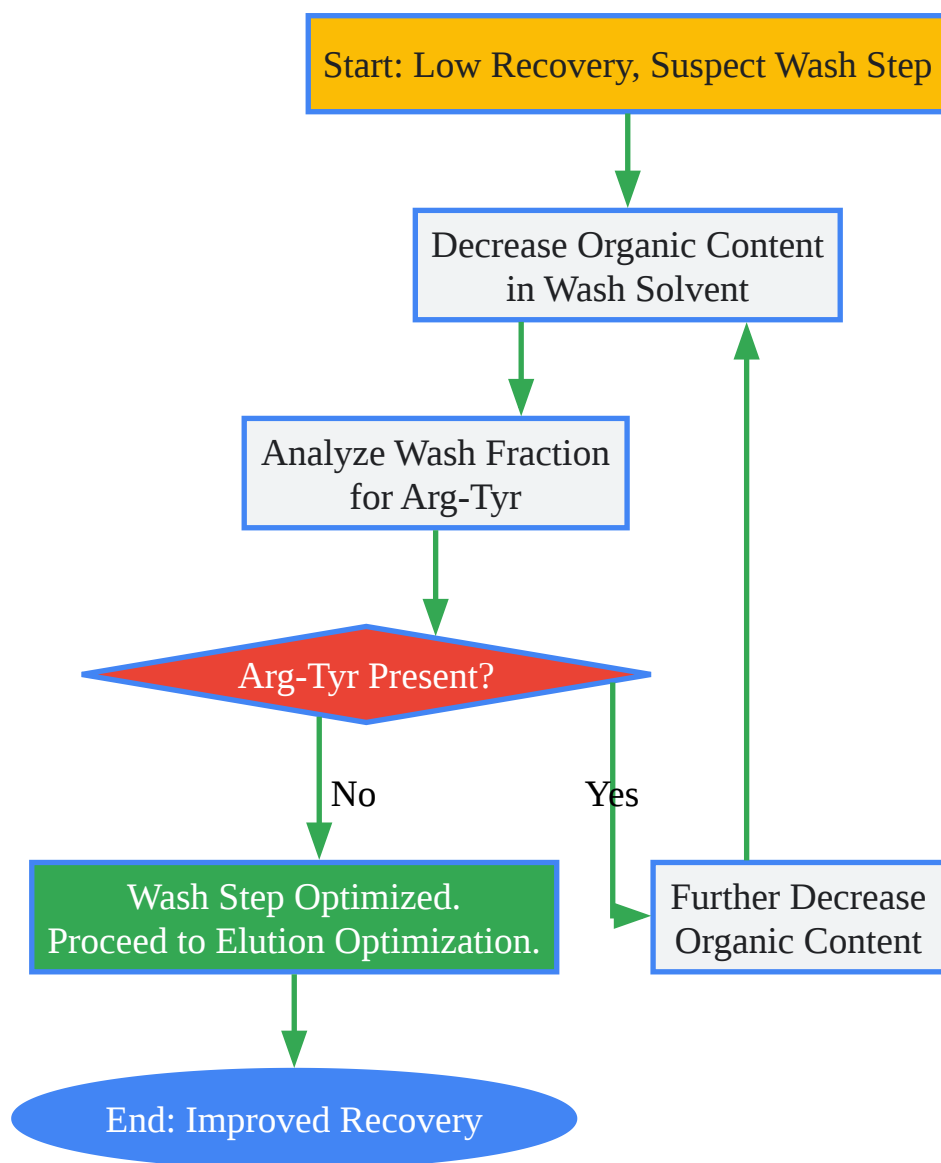 Start: Low Recovery, Suspect Wash Step
Decrease Organic Content
in Wash Solvent
Analyze Wash Fraction
for Arg-Tyr
Arg-Tyr Present?
No
Yes
Wash Step Optimized.
Proceed to Elution Optimization.
Further Decrease
Organic Content
End: Improved Recovery